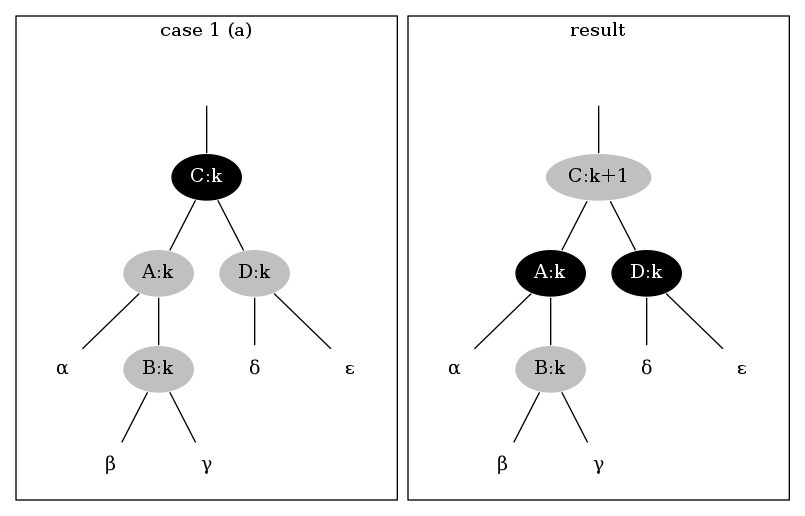 case 1 (a)
C:k
A:k D:k
α B:k δ ε
β γ
result
C:k+1
A:k D:k
α B:k δ ε
β γ